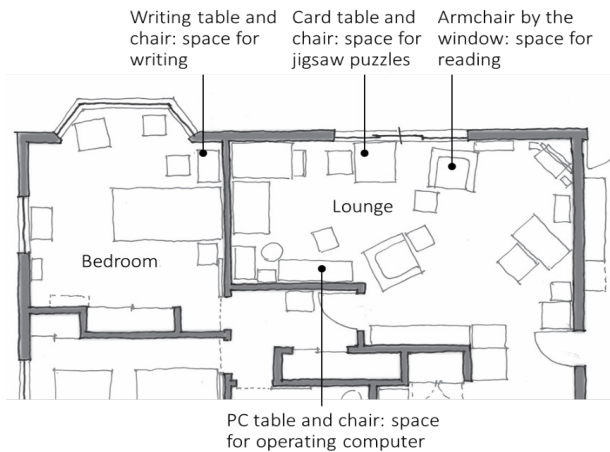 Writing table and
chair: space for
writing
Card table and
chair: space for
jigsaw puzzles
Armchair by the
window: space for
reading
Lounge
Bedroom
PC table and chair: space
for operating computer